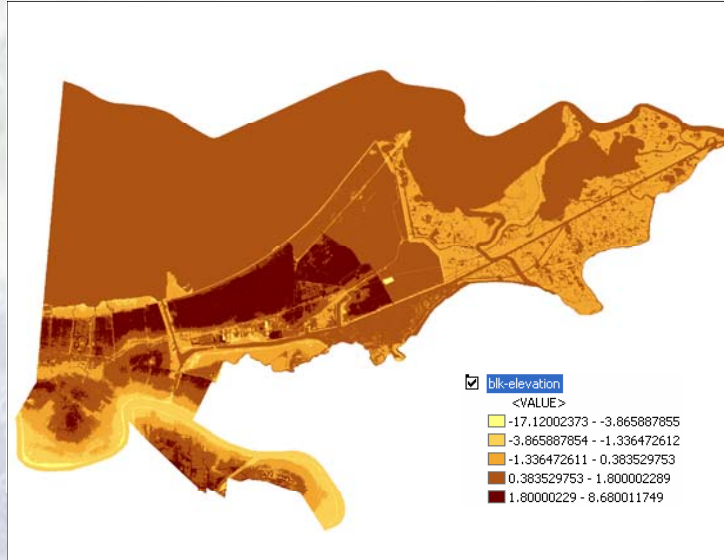 blk-elevation
<VALUE>
-17.12002373 - -3.865887855
-3.865887854 - -1.336472612
-1.336472611 - 0.383529753
0.383529753 - 1.800002289
1.80000229 - 8.680011749